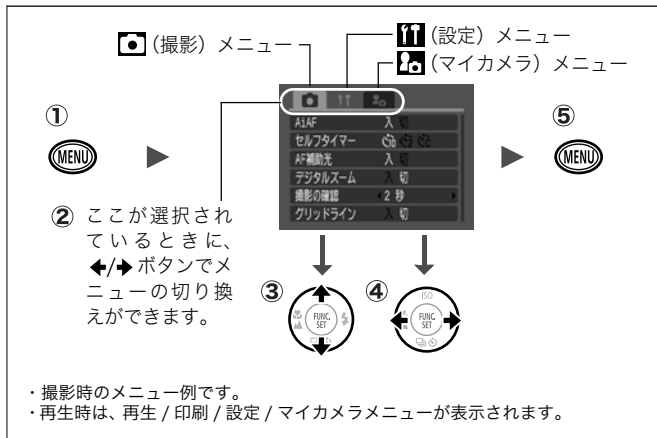 (撮影) メニュー
(設定) メニュー
(マイカメラ) メニュー
①
MENU
AiAF 入 切
セルフタイマー
AF補助光 入 切
デジタルズーム 入 切
撮影の確認 2 秒
グリッドライン 入 切
⑤
MENU
② ここが選択され
ているときに、
←/→ ボタンでメ
ニューの切り換
えができます。
③
FUNC.
SET
④
ISO
FUNC.
SET
・撮影時のメニュー例です。
・再生時は、再生 / 印刷 / 設定 / マイカメラメニューが表示されます。